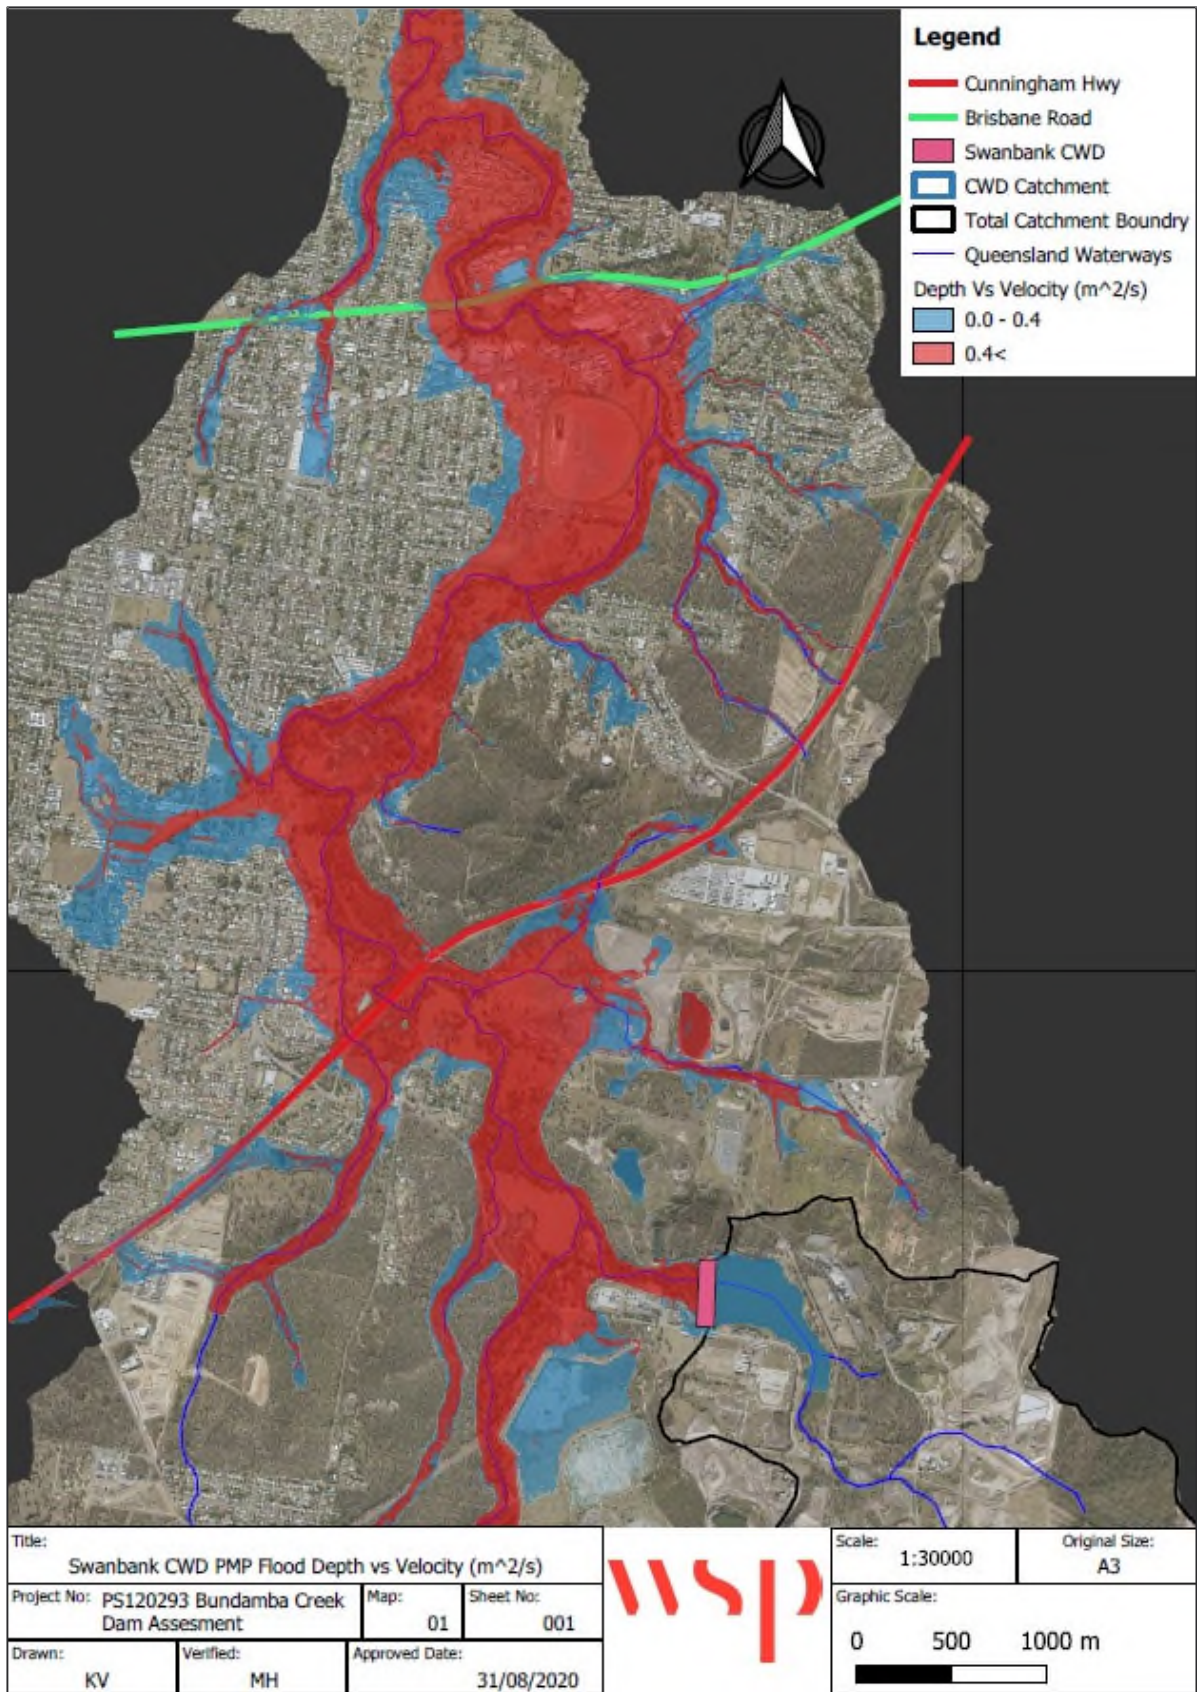 Legend
Cunningham Hwy
Brisbane Road
Swanbank CWD
CWD Catchment
Total Catchment Boundry
Queensland Waterways
Depth Vs Velocity (m^2/s)
0.0 - 0.4
0.4<
Title:
Swanbank CWD PMP Flood Depth vs Velocity (m^2/s)
Project No: PS120293 Bundamba Creek
Dam Assesment
Map:
01
Sheet No:
001
Drawn:
KV
Verified:
MH
Approved Date:
31/08/2020
wsp
Scale:
1:30000
Original Size:
A3
Graphic Scale:
0 500 1000 m